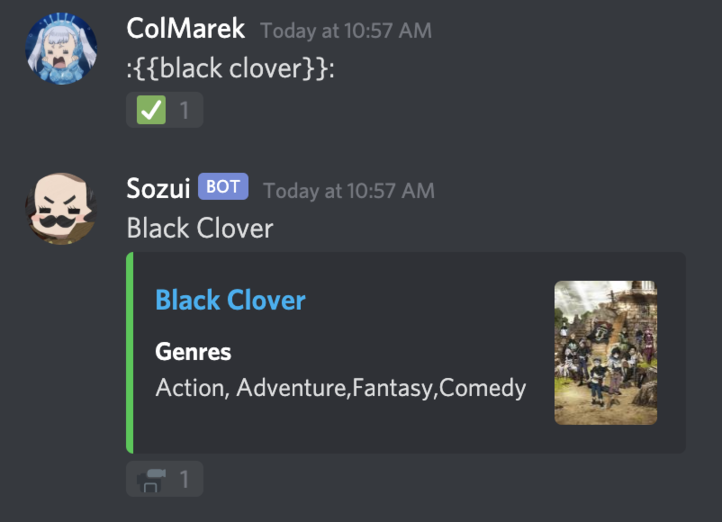 ColMarek Today at 10:57 AM
:{{black clover}}:
✅ 1
Sozui BOT Today at 10:57 AM
Black Clover
Black Clover
Genres
Action, Adventure,Fantasy,Comedy
1